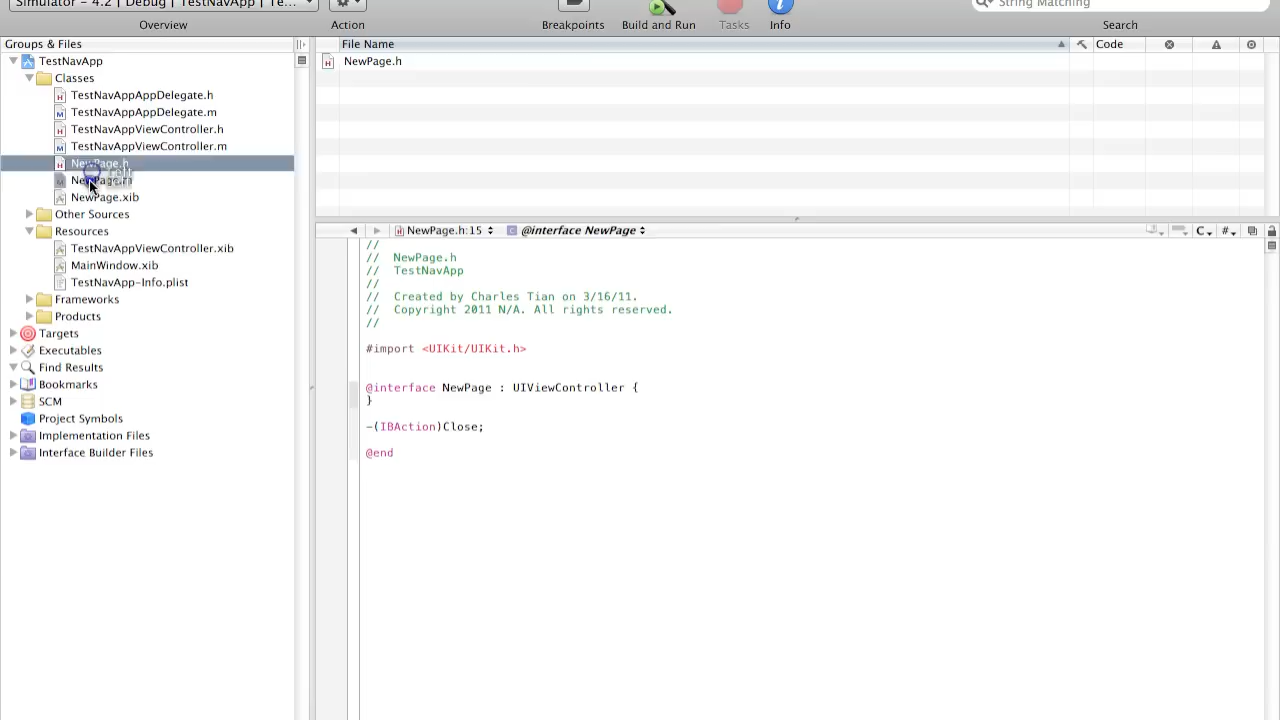 Simulator - 4.2 | Debug | TestNavApp | Te...
String Matching
Overview
Action
Breakpoints
Build and Run
Tasks
Info
Search
Groups & Files
File Name
Code
TestNavApp
NewPage.h
Classes
TestNavAppAppDelegate.h
TestNavAppAppDelegate.m
TestNavAppViewController.h
TestNavAppViewController.m
NewPage.h
NewPage.xib
Other Sources
Resources
TestNavAppViewController.xib
MainWindow.xib
TestNavApp-Info.plist
Frameworks
Products
Targets
Executables
Find Results
Bookmarks
SCM
Project Symbols
Implementation Files
Interface Builder Files
NewPage.h:15
@interface NewPage
C
#
//
//  NewPage.h
//  TestNavApp
//
//  Created by Charles Tian on 3/16/11.
//  Copyright 2011 N/A. All rights reserved.
//
#import <UIKit/UIKit.h>
@interface NewPage : UIViewController {
}
-(IBAction)Close;
@end